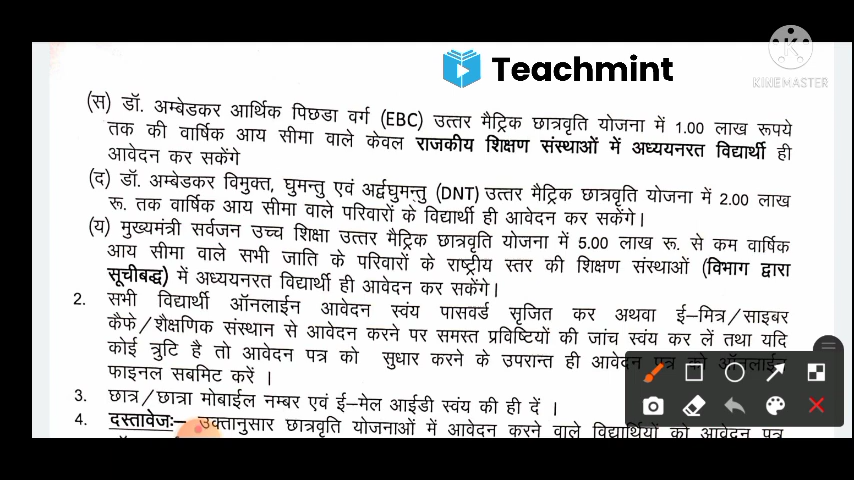 KINEMASTER
Teachmint
(स) डॉ. अम्बेडकर आर्थिक पिछडा वर्ग (EBC) उत्तर मैट्रिक छात्रवृति योजना में 1.00 लाख रूपये
तक की वार्षिक आय सीमा वाले केवल राजकीय शिक्षण संस्थाओं में अध्ययनरत विद्यार्थी ही
आवेदन कर सकेंगे
(द) डॉ. अम्बेडकर विमुक्त, घुमन्तु एवं अर्द्वघुमन्तु (DNT) उत्तर मैट्रिक छात्रवृति योजना में 2.00 लाख
रू. तक वार्षिक आय सीमा वाले परिवारों के विद्यार्थी ही आवेदन कर सकेंगे।
(य) मुख्यमंत्री सर्वजन उच्च शिक्षा उत्तर मैट्रिक छात्रवृति योजना में 5.00 लाख रू. से कम वार्षिक
आय सीमा वाले सभी जाति के परिवारों के राष्ट्रीय स्तर की शिक्षण संस्थाओं (विभाग द्वारा
सूचीबद्ध) में अध्ययनरत विद्यार्थी ही आवेदन कर सकेंगे।
2. सभी विद्यार्थी ऑनलाईन आवेदन स्वंय पासवर्ड सृजित कर अथवा ई–मित्र/साइबर
कैफे/शैक्षणिक संस्थान से आवेदन करने पर समस्त प्रविष्टियों की जांच स्वंय कर लें तथा यदि
कोई त्रुटि है तो आवेदन पत्र को सुधार करने के उपरान्त ही आवेदन पत्र को ऑनलाईन
फाइनल सबमिट करें ।
3. छात्र/छात्रा मोबाईल नम्बर एवं ई–मेल आईडी स्वंय की ही दें ।
4. दस्तावेजः– उक्तानुसार छात्रवृति योजनाओं में आवेदन करने वाले विद्यार्थियों को आवेदन पत्र